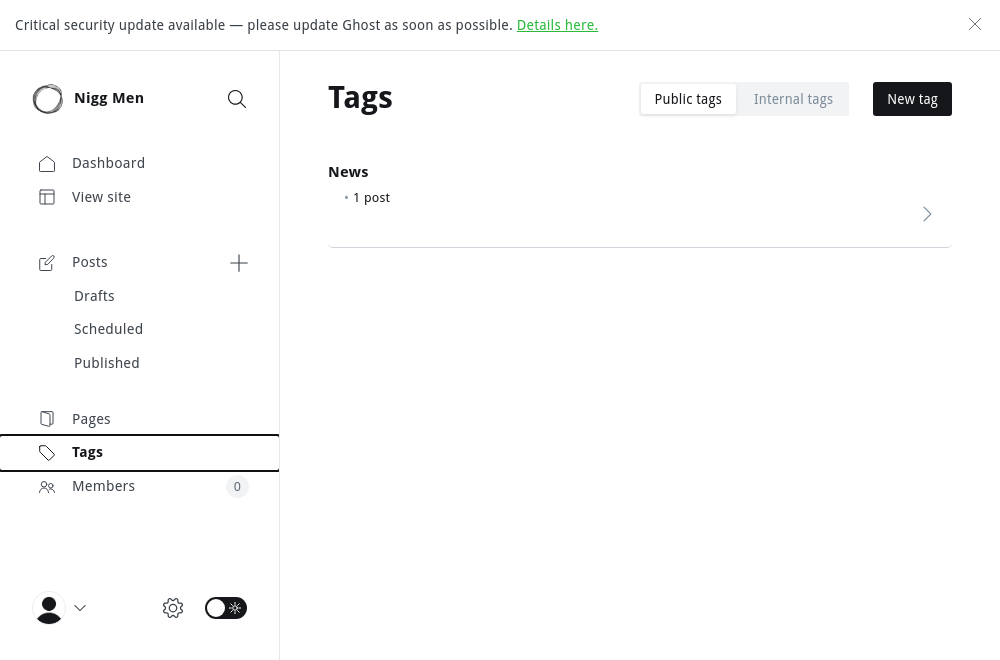 Critical security update available — please update Ghost as soon as possible. Details here.
Nigg Men
Dashboard
View site
Posts
Drafts
Scheduled
Published
Pages
Tags
Members
0
Tags
Public tags
Internal tags
New tag
News
• 1 post